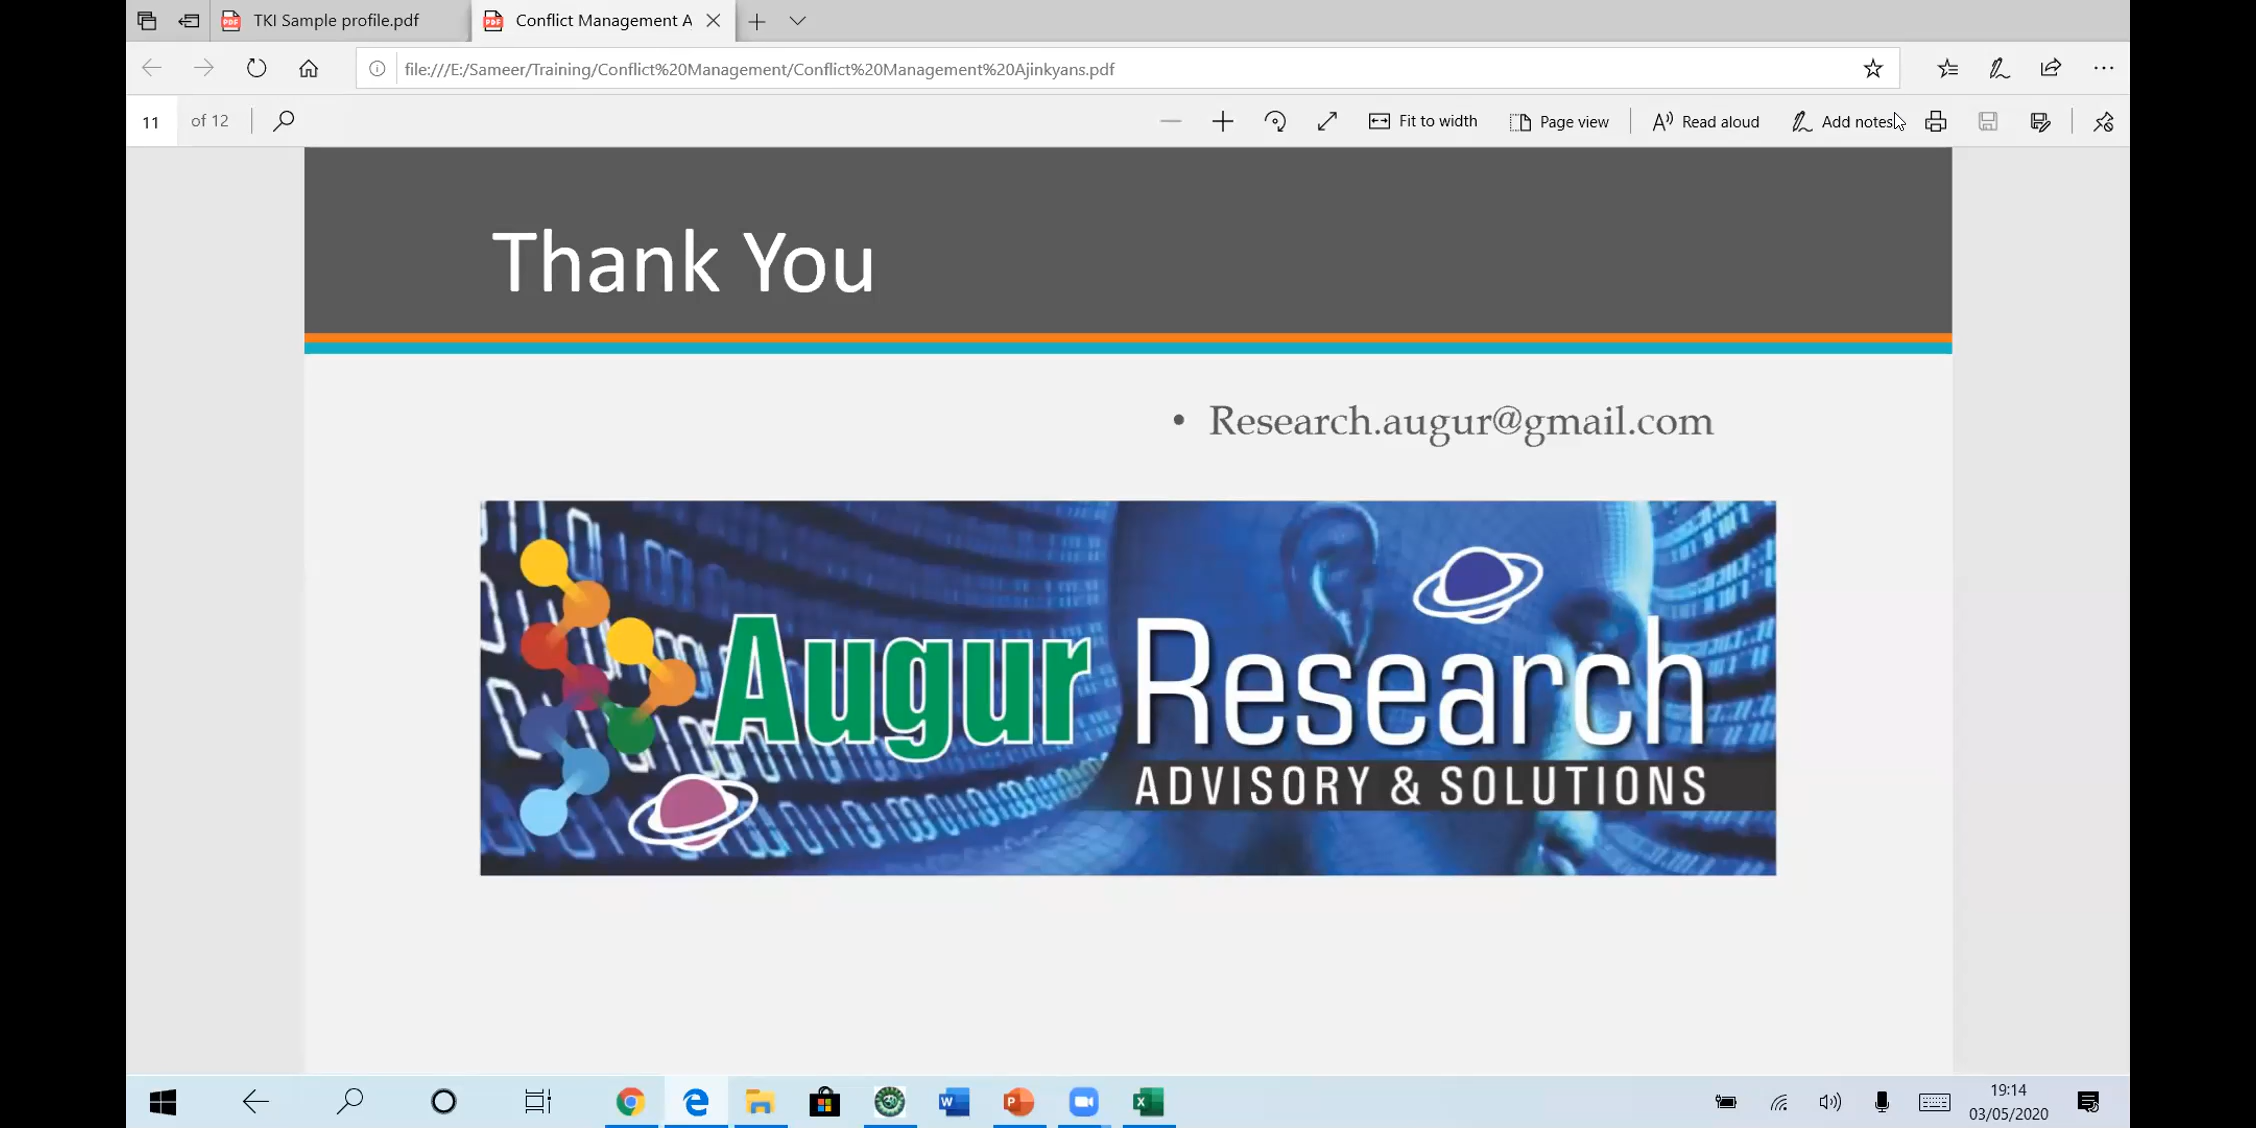 TKI Sample profile.pdf
Conflict Management A
file:///E:/Sameer/Training/Conflict%20Management/Conflict%20Management%20Ajinkyans.pdf
11 of 12
Fit to width
Page view
Read aloud
Add notes
Thank You
• Research.augur@gmail.com
Augur Research
ADVISORY & SOLUTIONS
19:14
03/05/2020